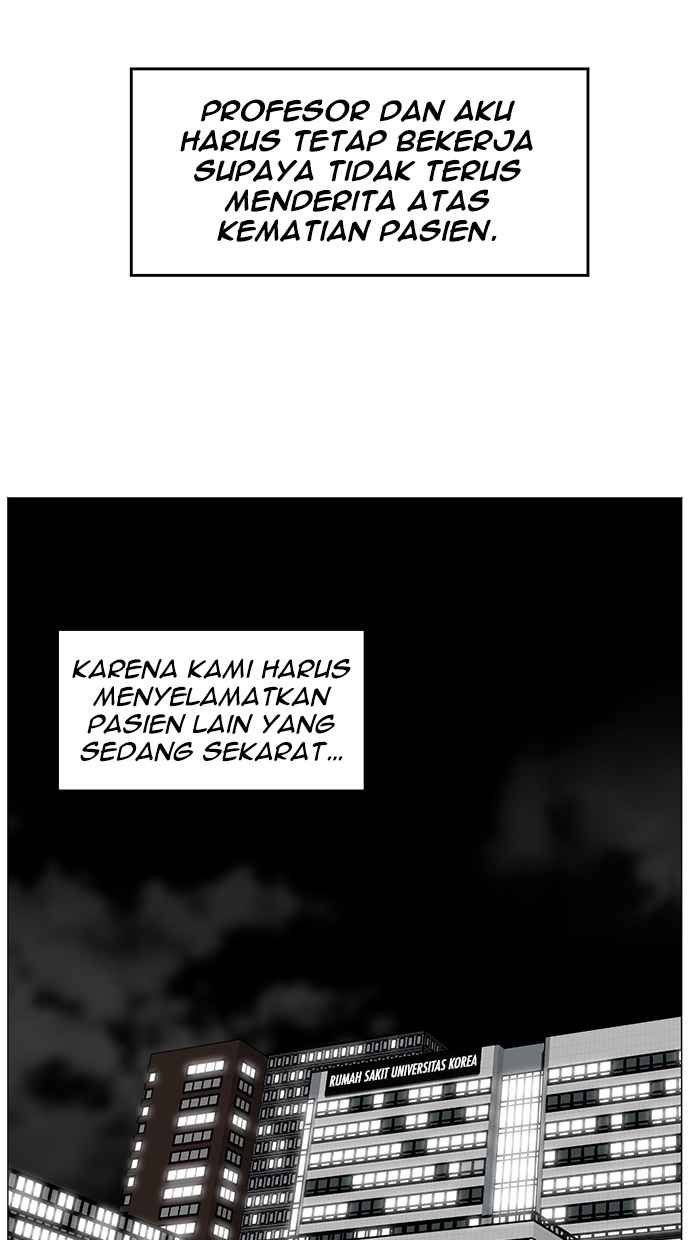 PROFESOR DAN AKU
HARUS TETAP BEKERJA
SUPAYA TIDAK TERUS
MENDERITA ATAS
KEMATIAN PASIEN.
KARENA KAMI HARUS
MENYELAMATKAN
PASIEN LAIN YANG
SEDANG SEKARAT...
RUMAH SAKIT UNIVERSITAS KOREA